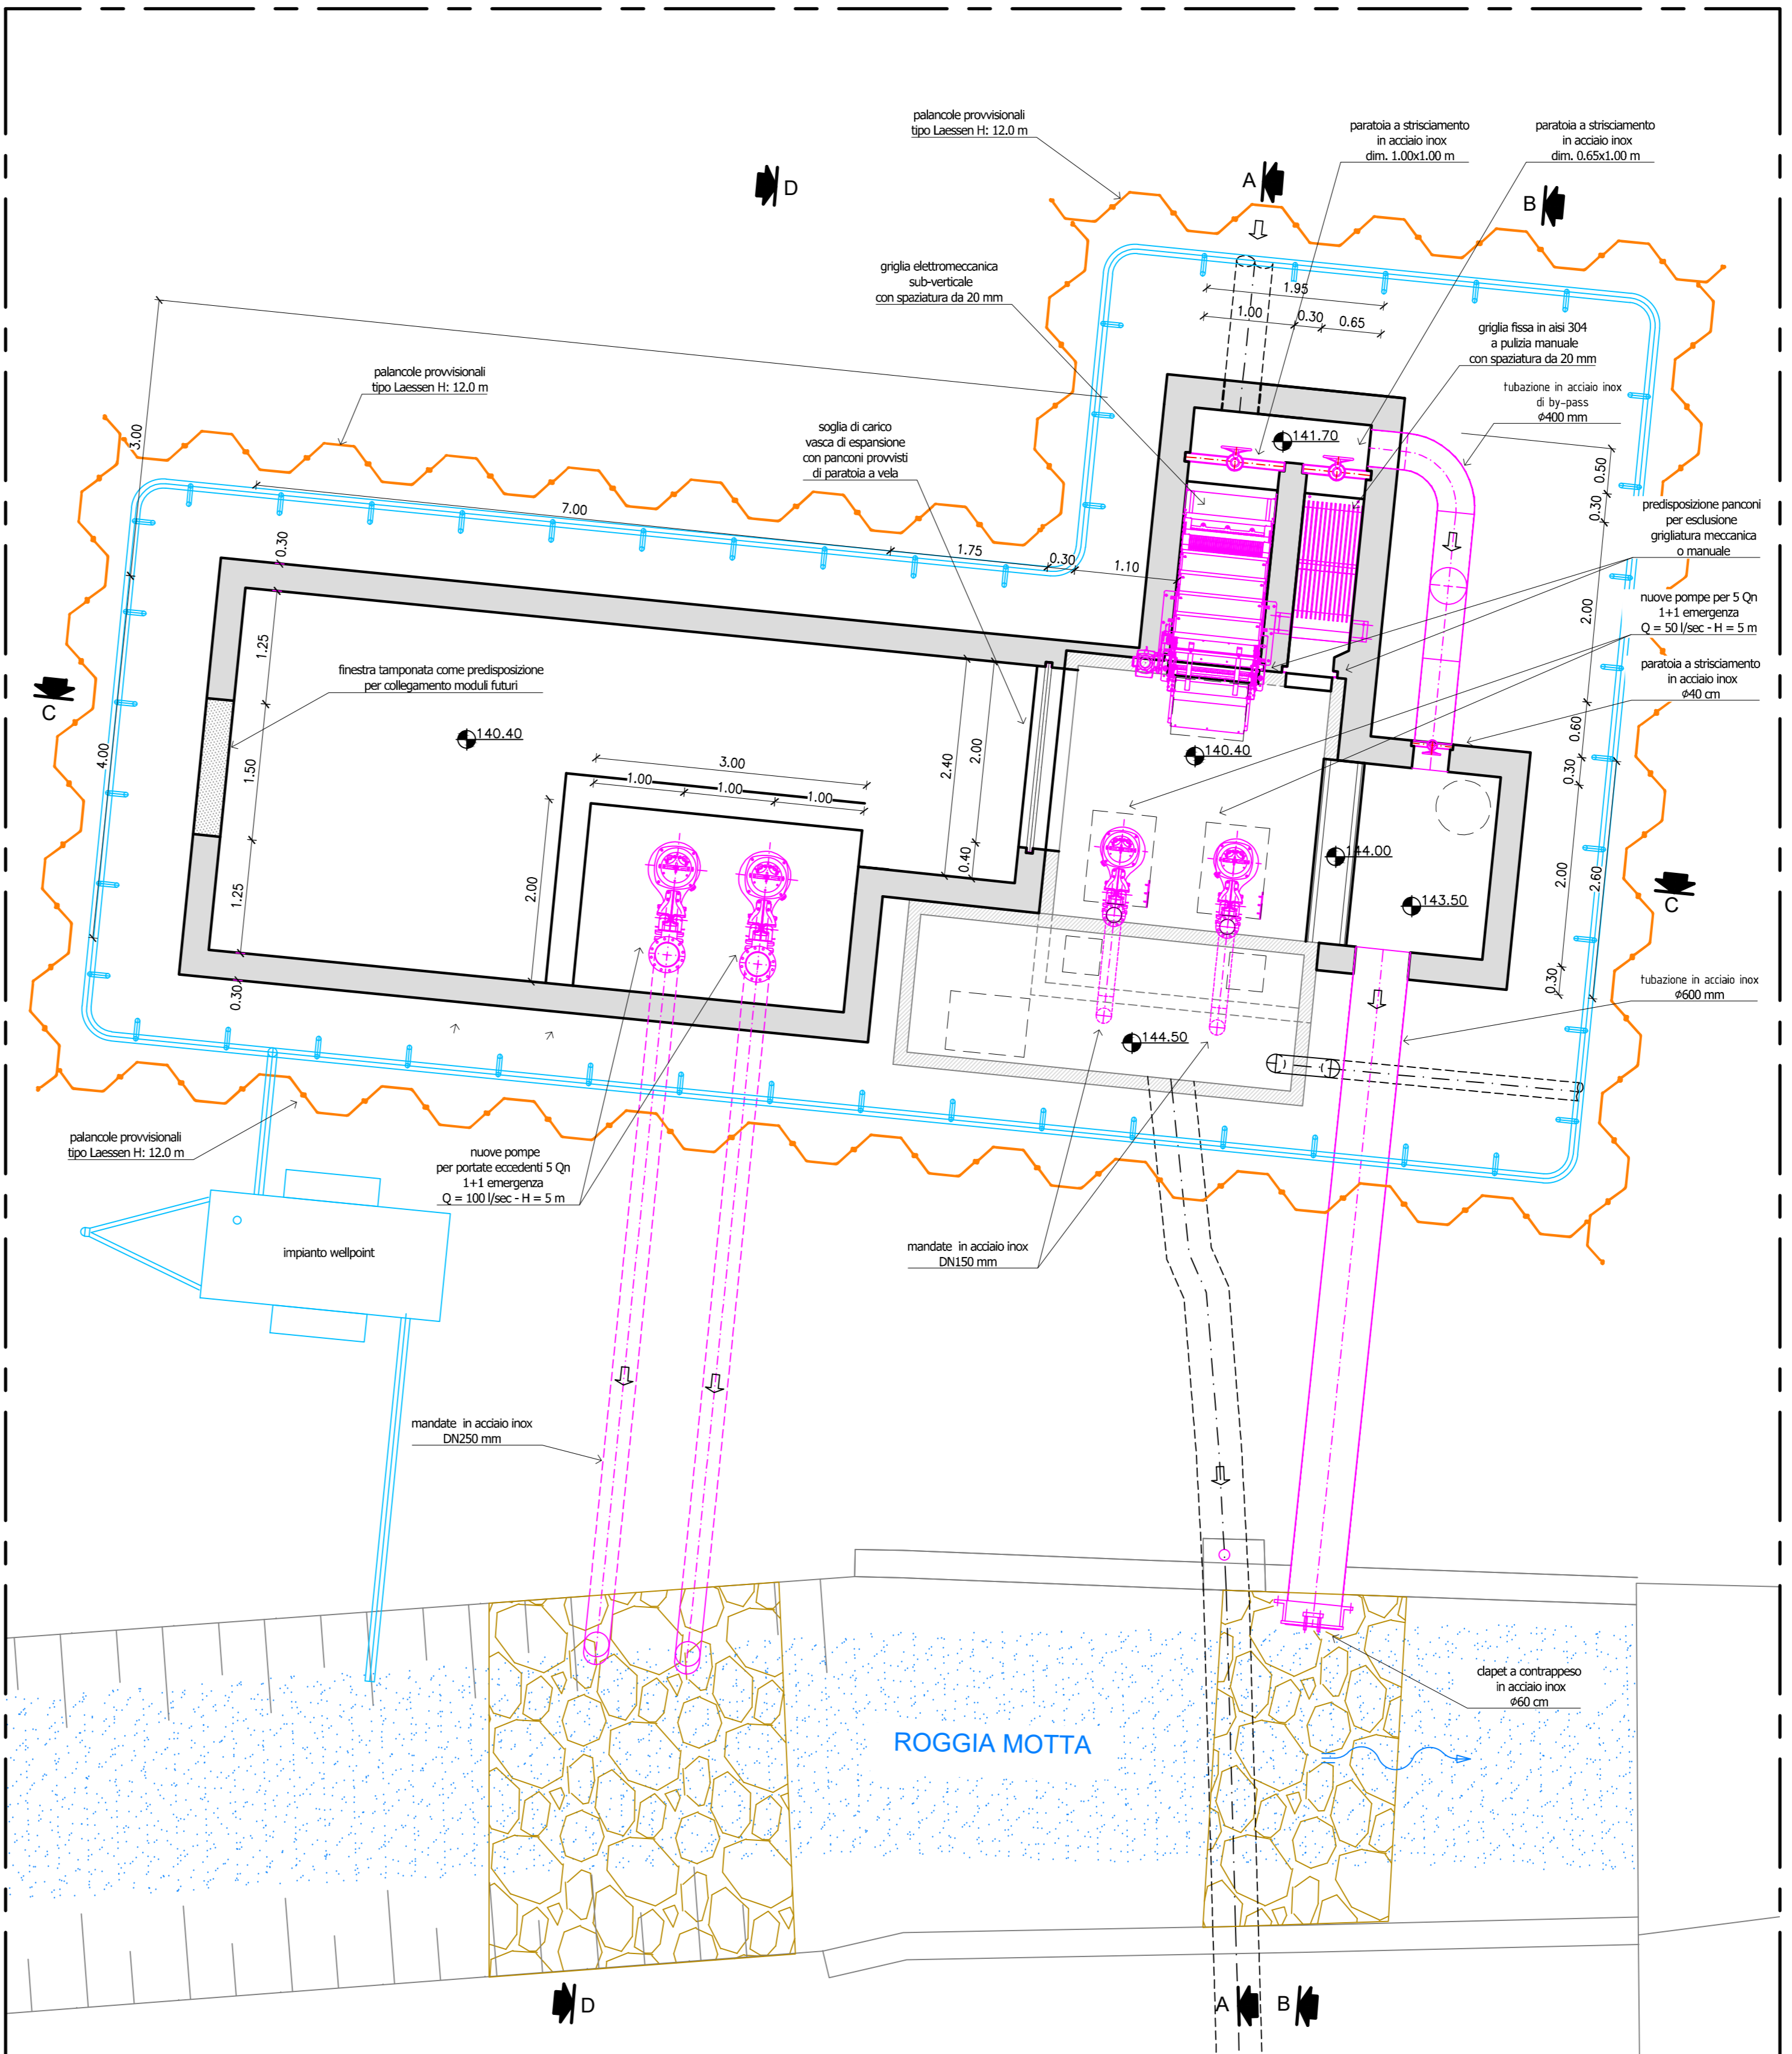 palancole provvisionali
tipo Laessen H: 12.0 m
paratoia a strisciamento
in acciaio inox
dim. 1.00x1.00 m
paratoia a strisciamento
in acciaio inox
dim. 0.65x1.00 m
D
A
B
griglia elettromeccanica
sub-verticale
con spaziatura da 20 mm
1.95
1.00
0.30
0.65
griglia fissa in aisi 304
a pulizia manuale
con spaziatura da 20 mm
palancole provvisionali
tipo Laessen H: 12.0 m
tubazione in acciaio inox
di by-pass
ø400 mm
3.00
soglia di carico
vasca di espansione
con panconi provvisti
di paratoia a vela
141.70
0.50
0.30
7.00
predisposizione panconi
per esclusione
grigliatura meccanica
o manuale
0.30
1.75
0.30
1.10
2.00
nuove pompe per 5 Qn
1+1 emergenza
Q = 50 l/sec - H = 5 m
1.25
finestra tamponata come predisposizione
per collegamento moduli futuri
paratoia a strisciamento
in acciaio inox
ø40 cm
C
140.40
140.40
0.60
0.30
4.00
1.50
3.00
1.00
1.00
1.00
2.40
2.00
0.40
144.00
143.50
2.00
2.60
C
1.25
2.00
0.30
0.30
tubazione in acciaio inox
ø600 mm
144.50
palancole provvisionali
tipo Laessen H: 12.0 m
nuove pompe
per portate eccedenti 5 Qn
1+1 emergenza
Q = 100 l/sec - H = 5 m
impianto wellpoint
mandate in acciaio inox
DN150 mm
mandate in acciaio inox
DN250 mm
clapet a contrappeso
in acciaio inox
ø60 cm
ROGGIA MOTTA
D
A
B